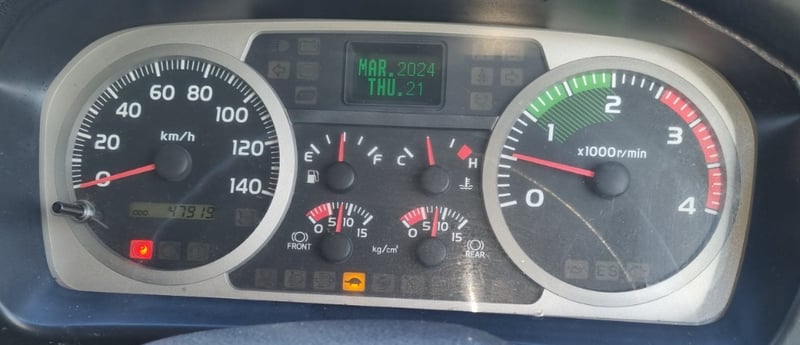 MAR.2024
THU.21
0 20 40 60 80 100 120 140
km/h
ODO 47919
E F
C H
0 5 10 15
FRONT
kg/cm²
0 5 10 15
REAR
0 1 2 3 4
x1000r/min
ES